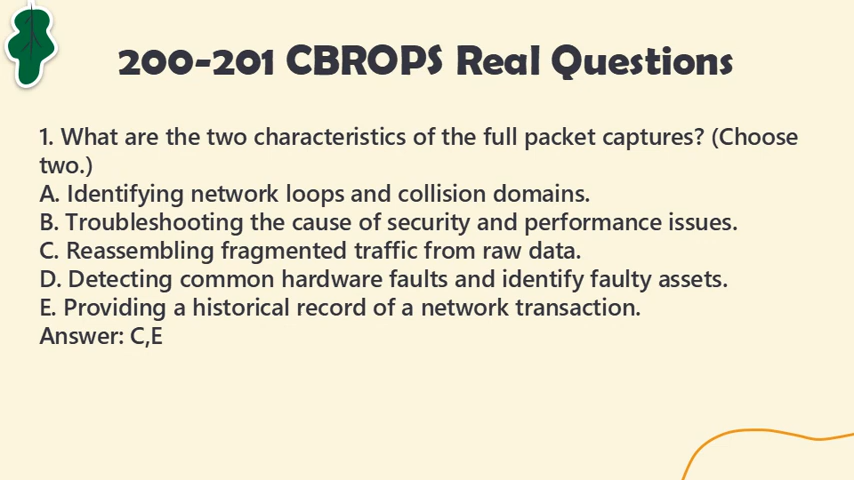 200-201 CBROPS Real Questions
1. What are the two characteristics of the full packet captures? (Choose
two.)
A. Identifying network loops and collision domains.
B. Troubleshooting the cause of security and performance issues.
C. Reassembling fragmented traffic from raw data.
D. Detecting common hardware faults and identify faulty assets.
E. Providing a historical record of a network transaction.
Answer: C,E